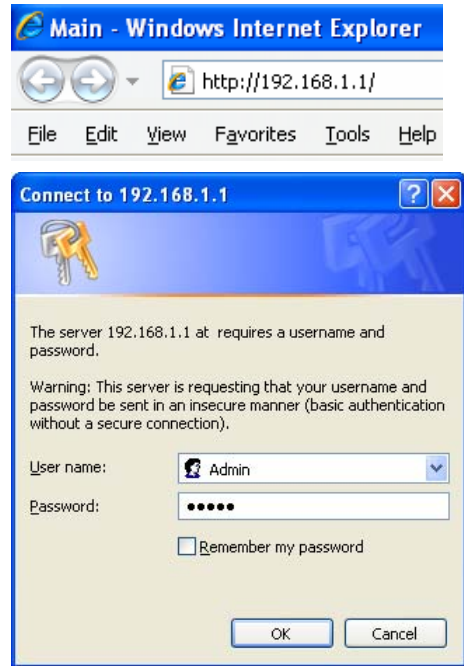 Main - Windows Internet Explorer
http://192.168.1.1/
File Edit View Favorites Tools Help
Connect to 192.168.1.1
The server 192.168.1.1 at requires a username and
password.
Warning: This server is requesting that your username and
password be sent in an insecure manner (basic authentication
without a secure connection).
User name: Admin
Password: •••••
Remember my password
OK Cancel